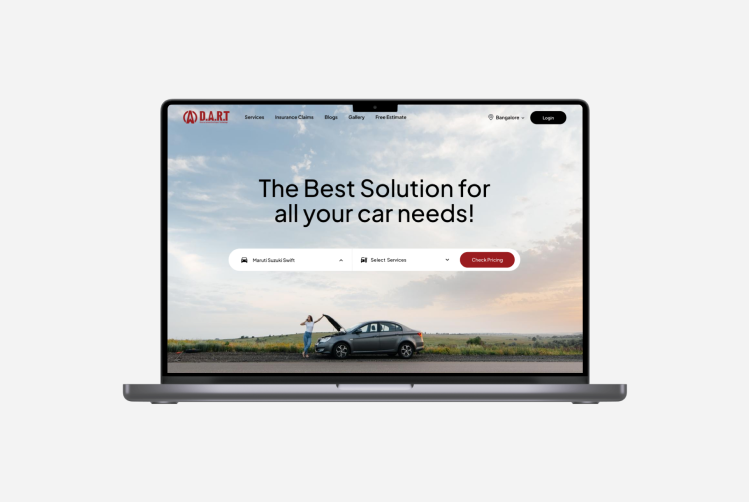 D.A.R.T
Services Insurance Claims Blogs Gallery Free Estimate Bangalore Login
The Best Solution for
all your car needs!
Maruti Suzuki Swift Select Services Check Pricing